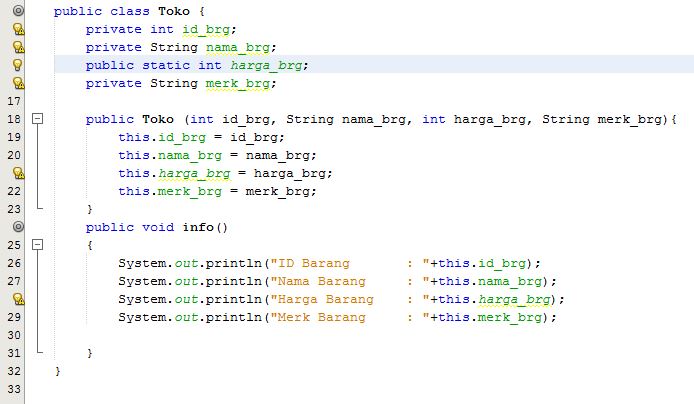 public class Toko {
private int id_brg;
private String nama_brg;
public static int harga_brg;
private String merk_brg;
17
18 public Toko (int id_brg, String nama_brg, int harga_brg, String merk_brg){
19 this.id_brg = id_brg;
20 this.nama_brg = nama_brg;
this.harga_brg = harga_brg;
22 this.merk_brg = merk_brg;
23 }
public void info()
25 {
26 System.out.println("ID Barang       : "+this.id_brg);
27 System.out.println("Nama Barang     : "+this.nama_brg);
System.out.println("Harga Barang    : "+this.harga_brg);
29 System.out.println("Merk Barang     : "+this.merk_brg);
30
31 }
32 }
33